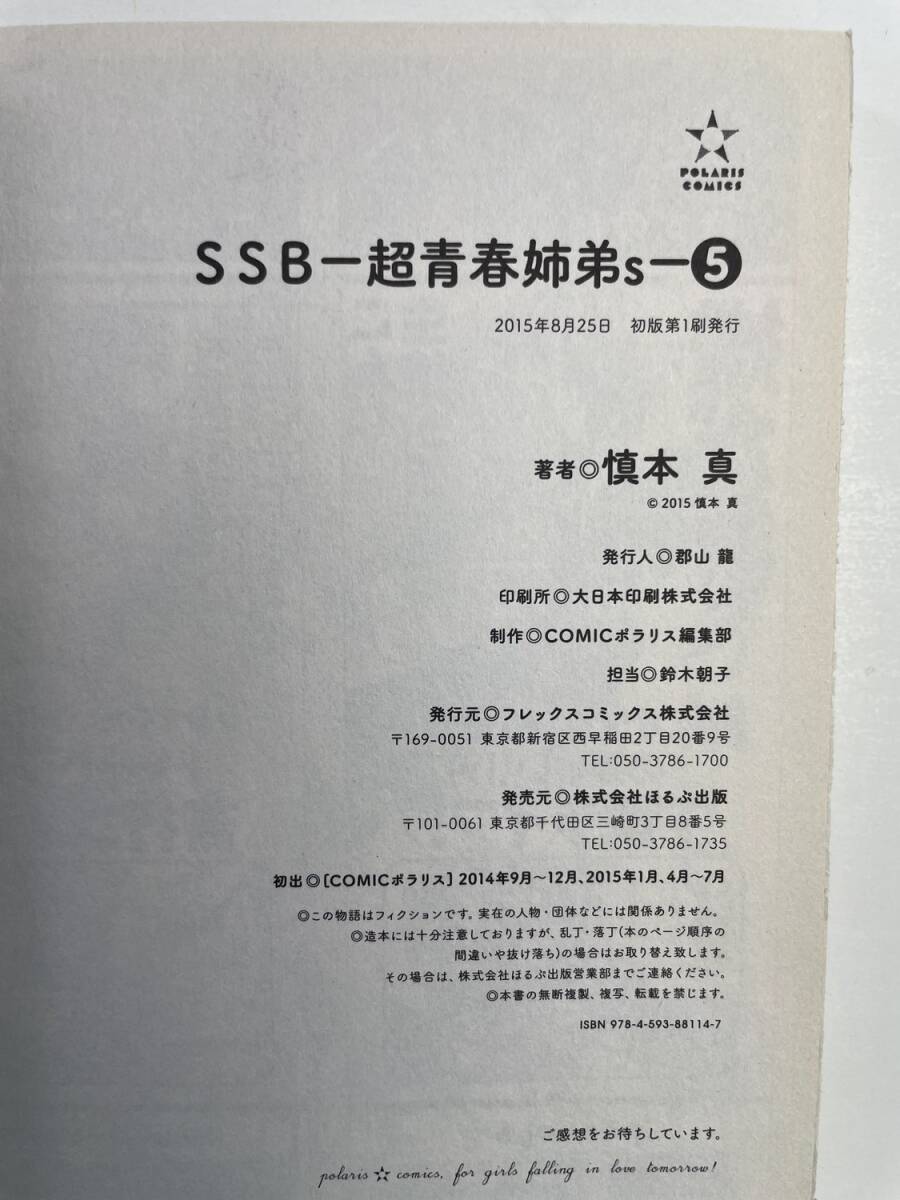 POLARIS
COMICS
SSB―超青春姉弟s―❺
2015年8月25日 初版第1刷発行
著者◎慎本 真
© 2015 慎本 真
発行人◎郡山 龍
印刷所◎大日本印刷株式会社
制作◎COMICポラリス編集部
担当◎鈴木朝子
発行元◎フレックスコミックス株式会社
〒169-0051 東京都新宿区西早稲田2丁目20番9号
TEL:050-3786-1700
発売元◎株式会社ほるぷ出版
〒101-0061 東京都千代田区三崎町3丁目8番5号
TEL:050-3786-1735
初出◎[COMICポラリス] 2014年9月〜12月、2015年1月、4月〜7月
◎この物語はフィクションです。実在の人物・団体などには関係ありません。
◎造本には十分注意しておりますが、乱丁・落丁(本のページ順序の
間違いや抜け落ち)の場合はお取り替え致します。
その場合は、株式会社ほるぷ出版営業部までご連絡ください。
◎本書の無断複製、複写、転載を禁じます。
ISBN 978-4-593-88114-7
ご感想をお待ちしています。
polaris☆comics, for girls falling in love tomorrow!